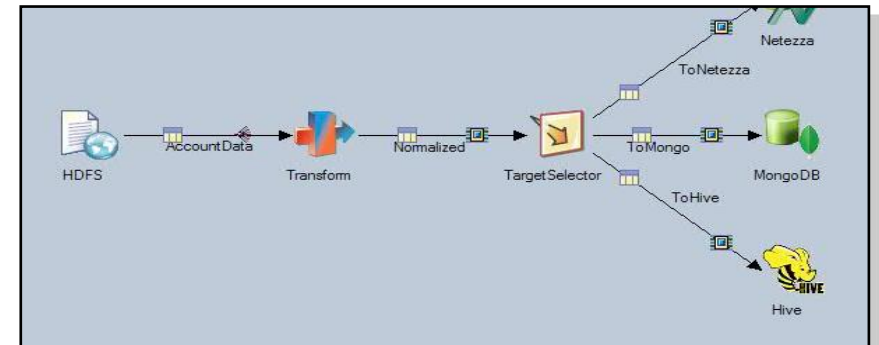 Netezza
ToNetezza
HDFS
AccountData
Transform
Normalized
TargetSelector
ToMongo
MongoDB
ToHive
HIVE
Hive